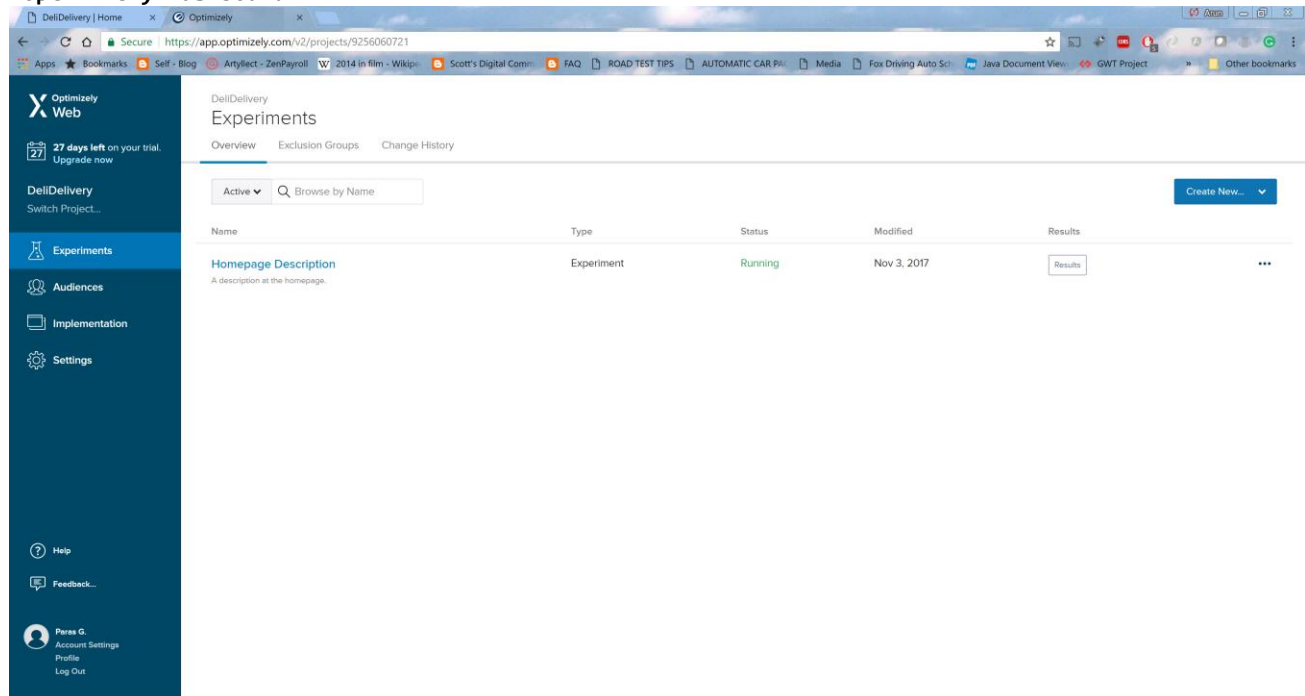 DeliDelivery | Home
Optimizely
Secure https://app.optimizely.com/v2/projects/9256060721
Apps Bookmarks Self - Blog Artyllect - ZenPayroll 2014 in film - Wikipe Scott's Digital Comm FAQ ROAD TEST TIPS AUTOMATIC CAR PA Media Fox Driving Auto Sch Java Document View GWT Project » Other bookmarks
Optimizely
Web
27
27 days left on your trial.
Upgrade now
DeliDelivery
Switch Project...
Experiments
Audiences
Implementation
Settings
Help
Feedback...
Paras G.
Account Settings
Profile
Log Out
DeliDelivery
Experiments
Overview Exclusion Groups Change History
Active Browse by Name Create New...
Name Type Status Modified Results
Homepage Description Experiment Running Nov 3, 2017 Results
A description at the homepage.